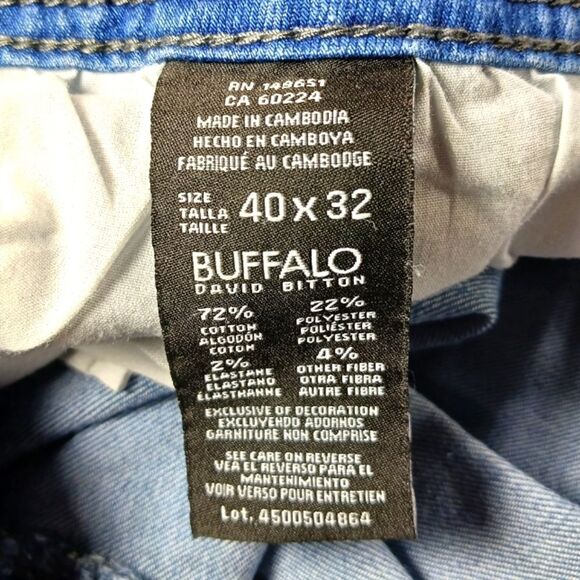 RN 148651
CA 60224
MADE IN CAMBODIA
HECHO EN CAMBOYA
FABRIQUÉ AU CAMBODGE
SIZE
TALLA
TAILLE
40 X 32
BUFFALO
DAVID BITTON
72%
COTTON
ALGODÓN
COTON
2%
ELASTANE
ELASTANO
ÉLASTHANNE
22%
POLYESTER
POLIÉSTER
POLYESTER
4%
OTHER FIBER
OTRA FIBRA
AUTRE FIBRE
EXCLUSIVE OF DECORATION
EXCLUYENDO ADORNOS
GARNITURE NON COMPRISE
SEE CARE ON REVERSE
VEA EL REVERSO PARA EL
MANTENIMIENTO
VOIR VERSO POUR ENTRETIEN
Lot. 4500504864